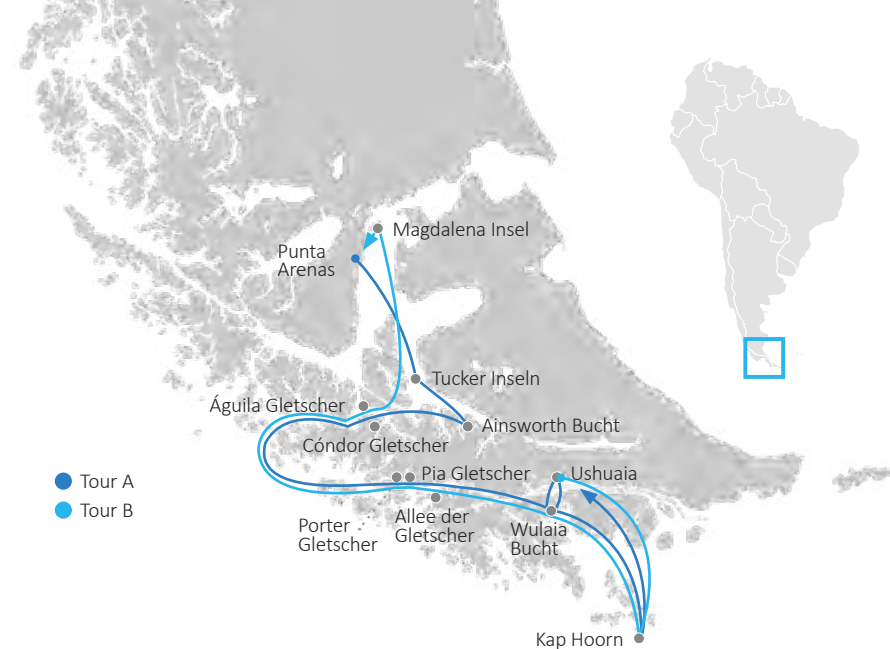 Magdalena Insel
Punta
Arenas
Tucker Inseln
Águila Gletscher
Ainsworth Bucht
Cóndor Gletscher
Pia Gletscher
Ushuaia
Tour A
Tour B
Porter
Gletscher
Allee der
Gletscher
Wulaia
Bucht
Kap Hoorn